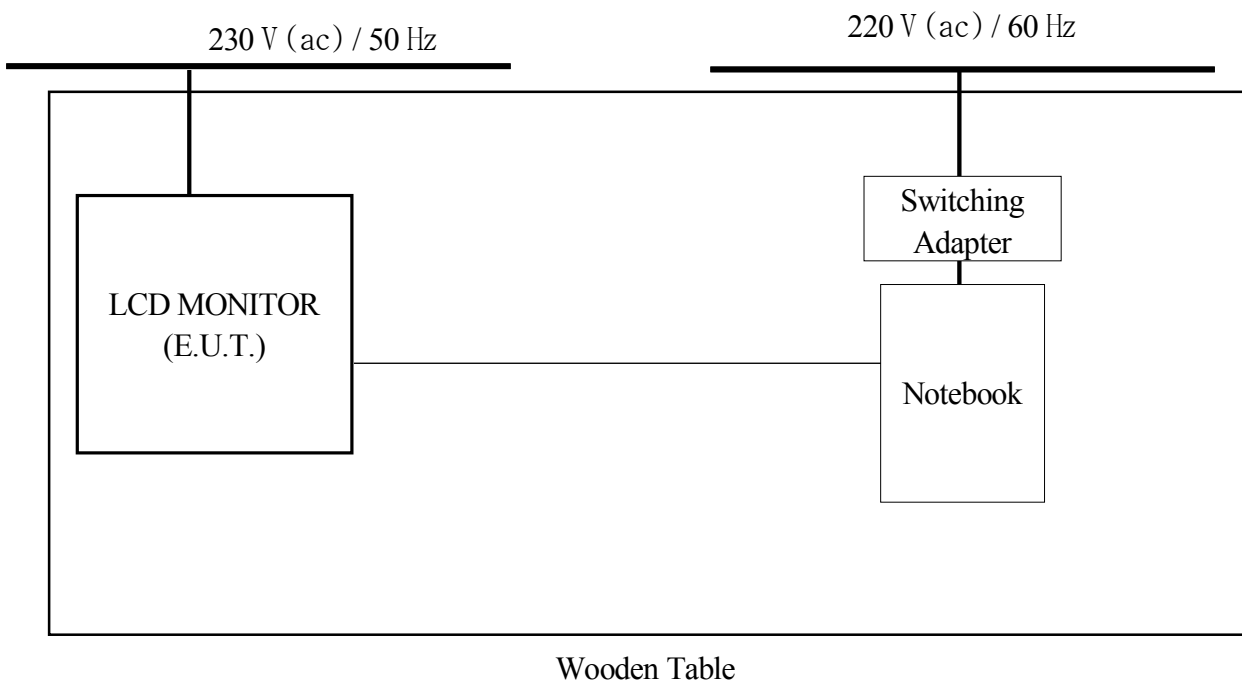 230 V (ac) / 50 Hz
220 V (ac) / 60 Hz
Switching
Adapter
LCD MONITOR
(E.U.T.)
Notebook
Wooden Table